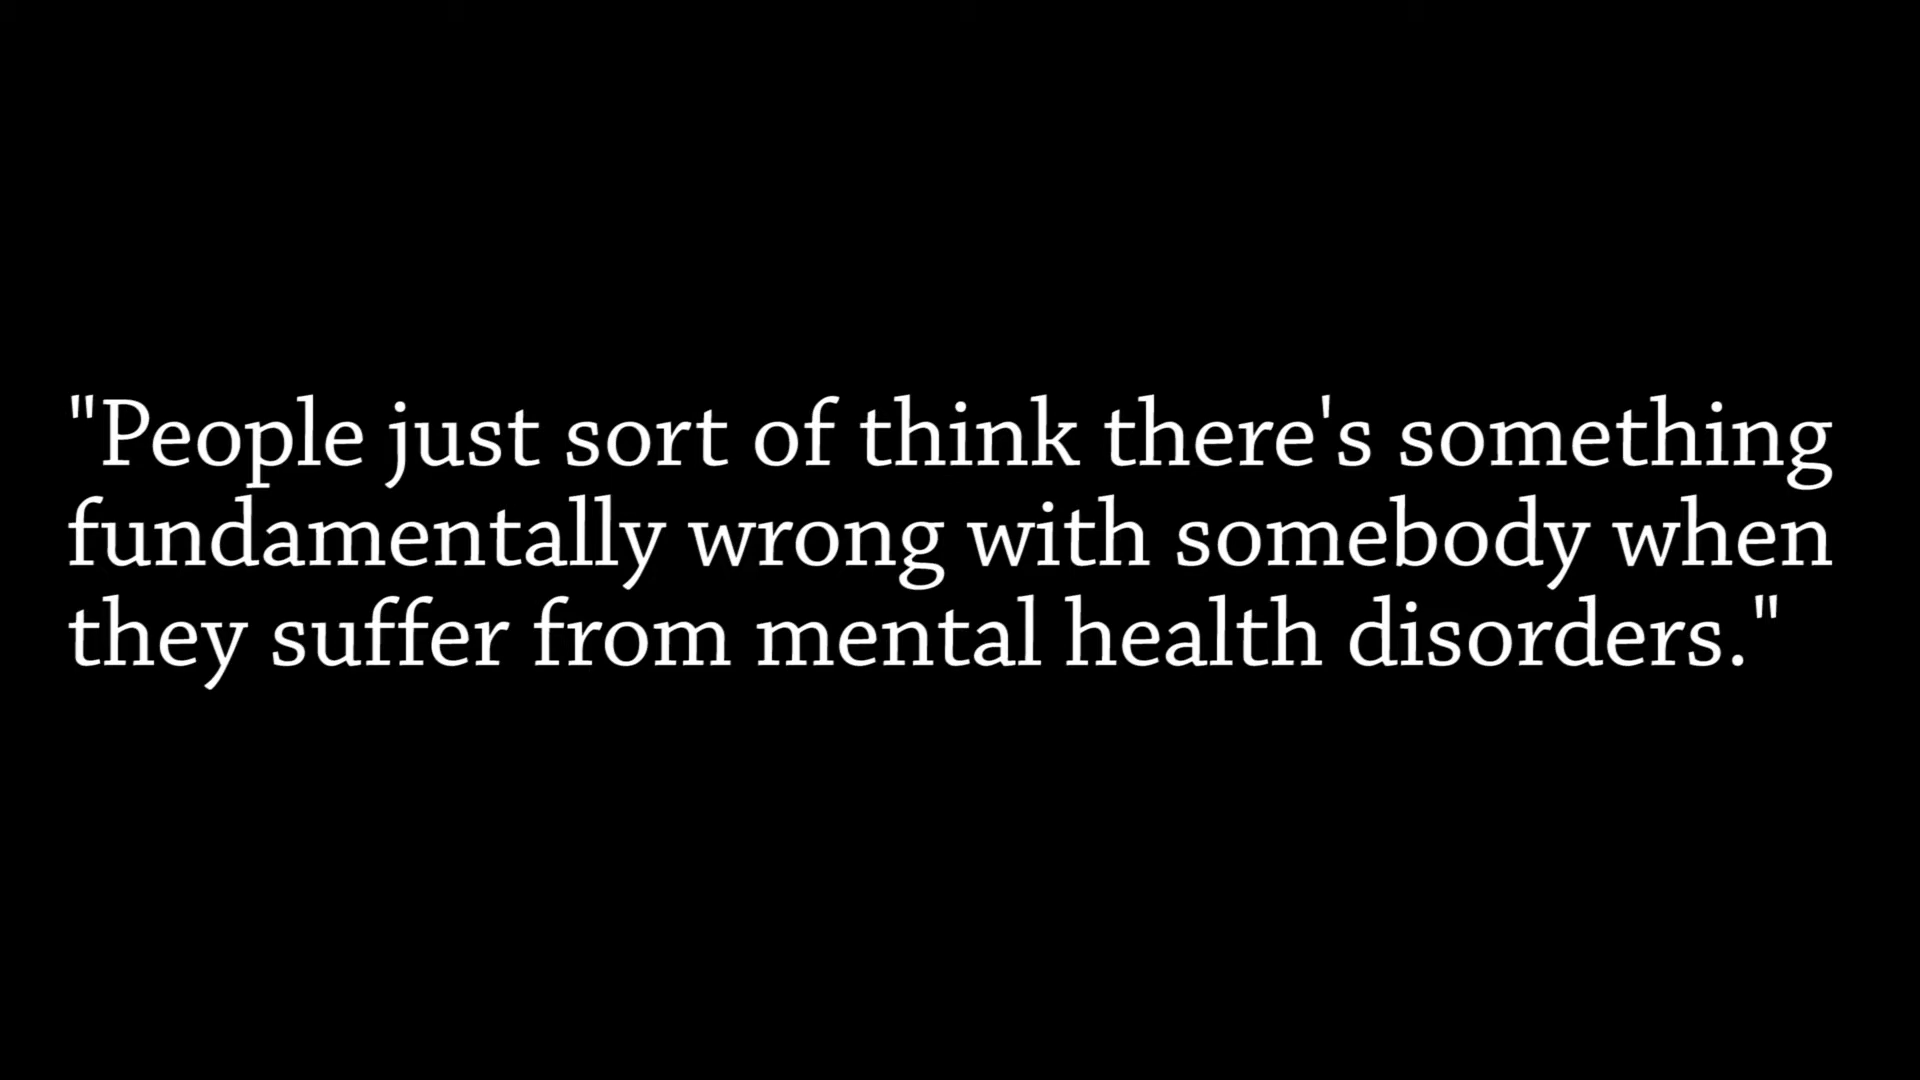 "People just sort of think there's something
fundamentally wrong with somebody when
they suffer from mental health disorders."